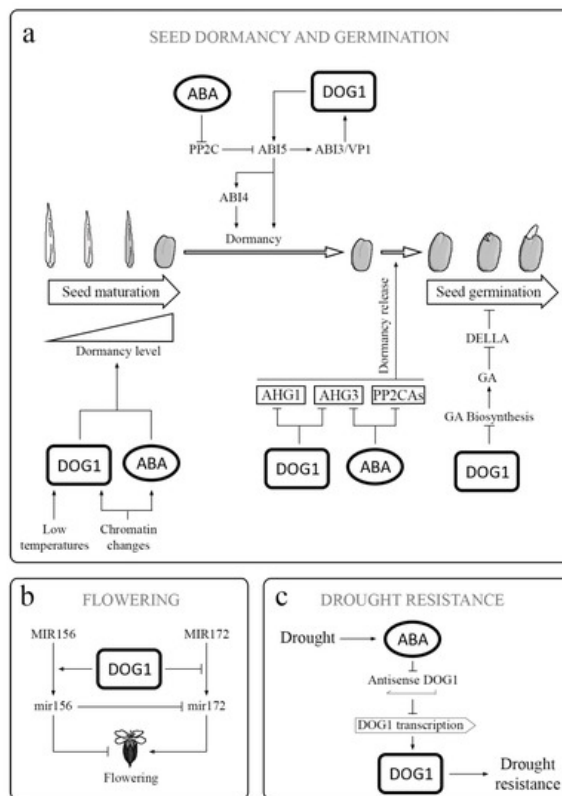 a
SEED DORMANCY AND GERMINATION
ABA
DOG1
PP2C
ABI5
ABI3/VP1
ABI4
Dormancy
Seed maturation
Seed germination
Dormancy level
Dormancy release
DELLA
GA
GA Biosynthesis
AHG1
AHG3
PP2CAs
DOG1
ABA
DOG1
ABA
DOG1
Low
temperatures
Chromatin
changes
b
FLOWERING
MIR156
MIR172
DOG1
mir156
mir172
Flowering
c
DROUGHT RESISTANCE
Drought
ABA
Antisense DOG1
DOG1 transcription
DOG1
Drought
resistance